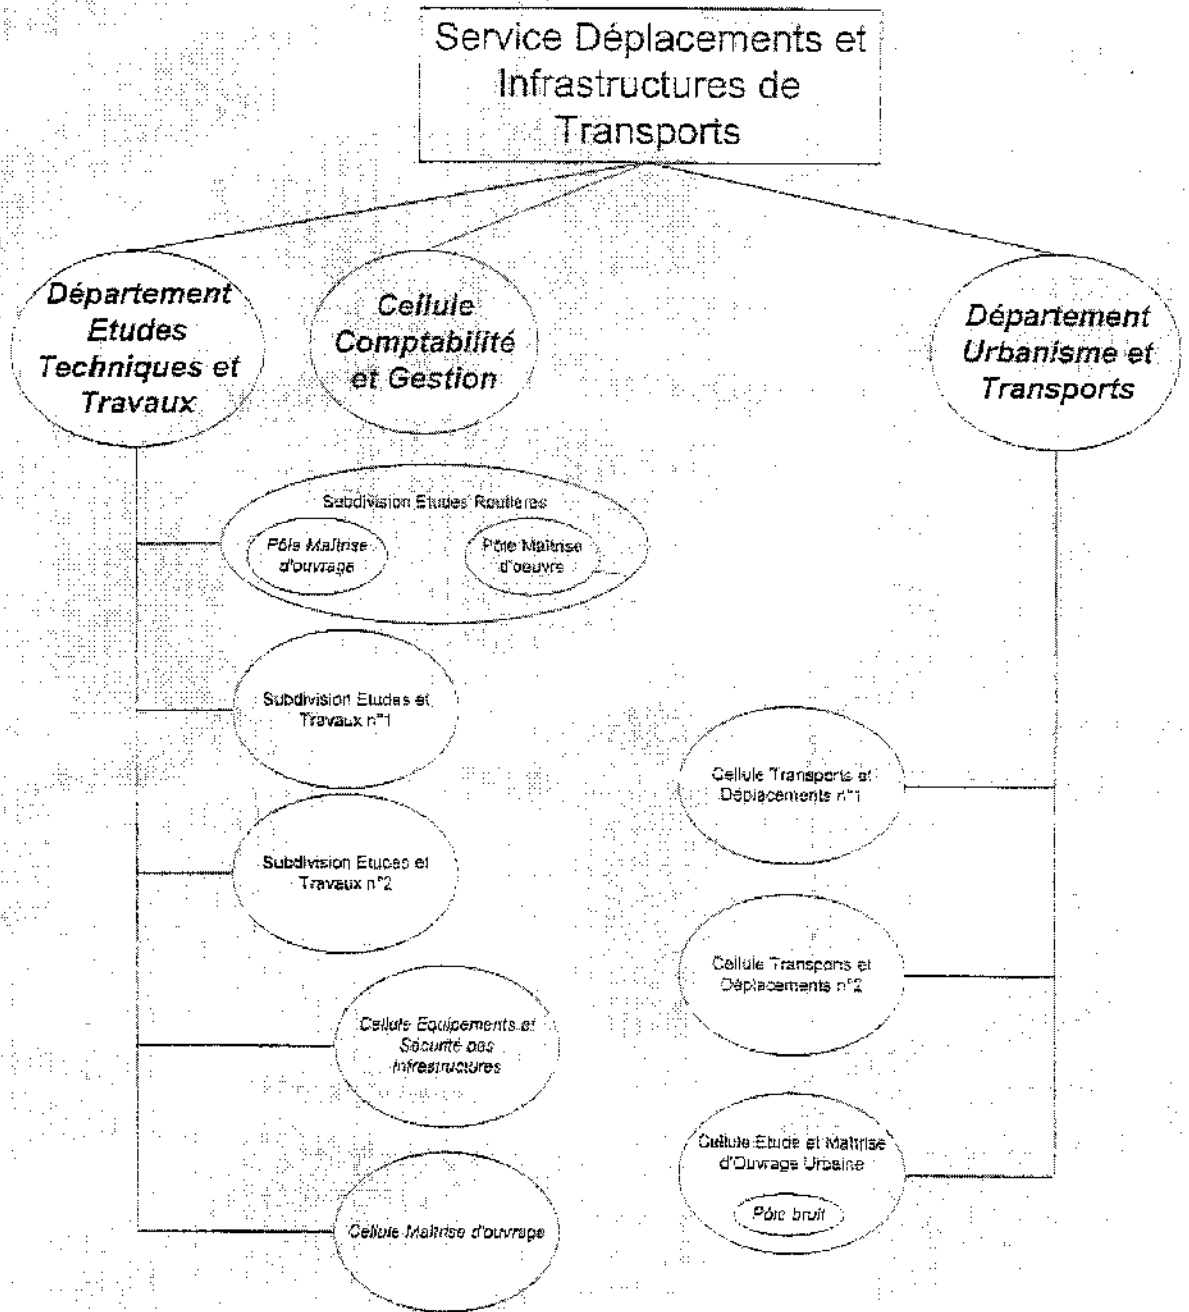 Service Déplacements et
Infrastructures de
Transports
Département
Etudes
Techniques et
Travaux
Cellule
Comptabilité
et Gestion
Département
Urbanisme et
Transports
Subdivision Etudes Routières
Pôle Maîtrise
d'ouvrage
Pôle Maîtrise
d'oeuvre
Subdivision Etudes et
Travaux n°1
Cellule Transports et
Déplacements n°1
Subdivision Etudes et
Travaux n°2
Cellule Transports et
Déplacements n°2
Cellule Equipements et
Sécurité des
Infrastructures
Cellule Etude et Maîtrise
d'Ouvrage Urbaine
Pôle bruit
Cellule Maîtrise d'ouvrage